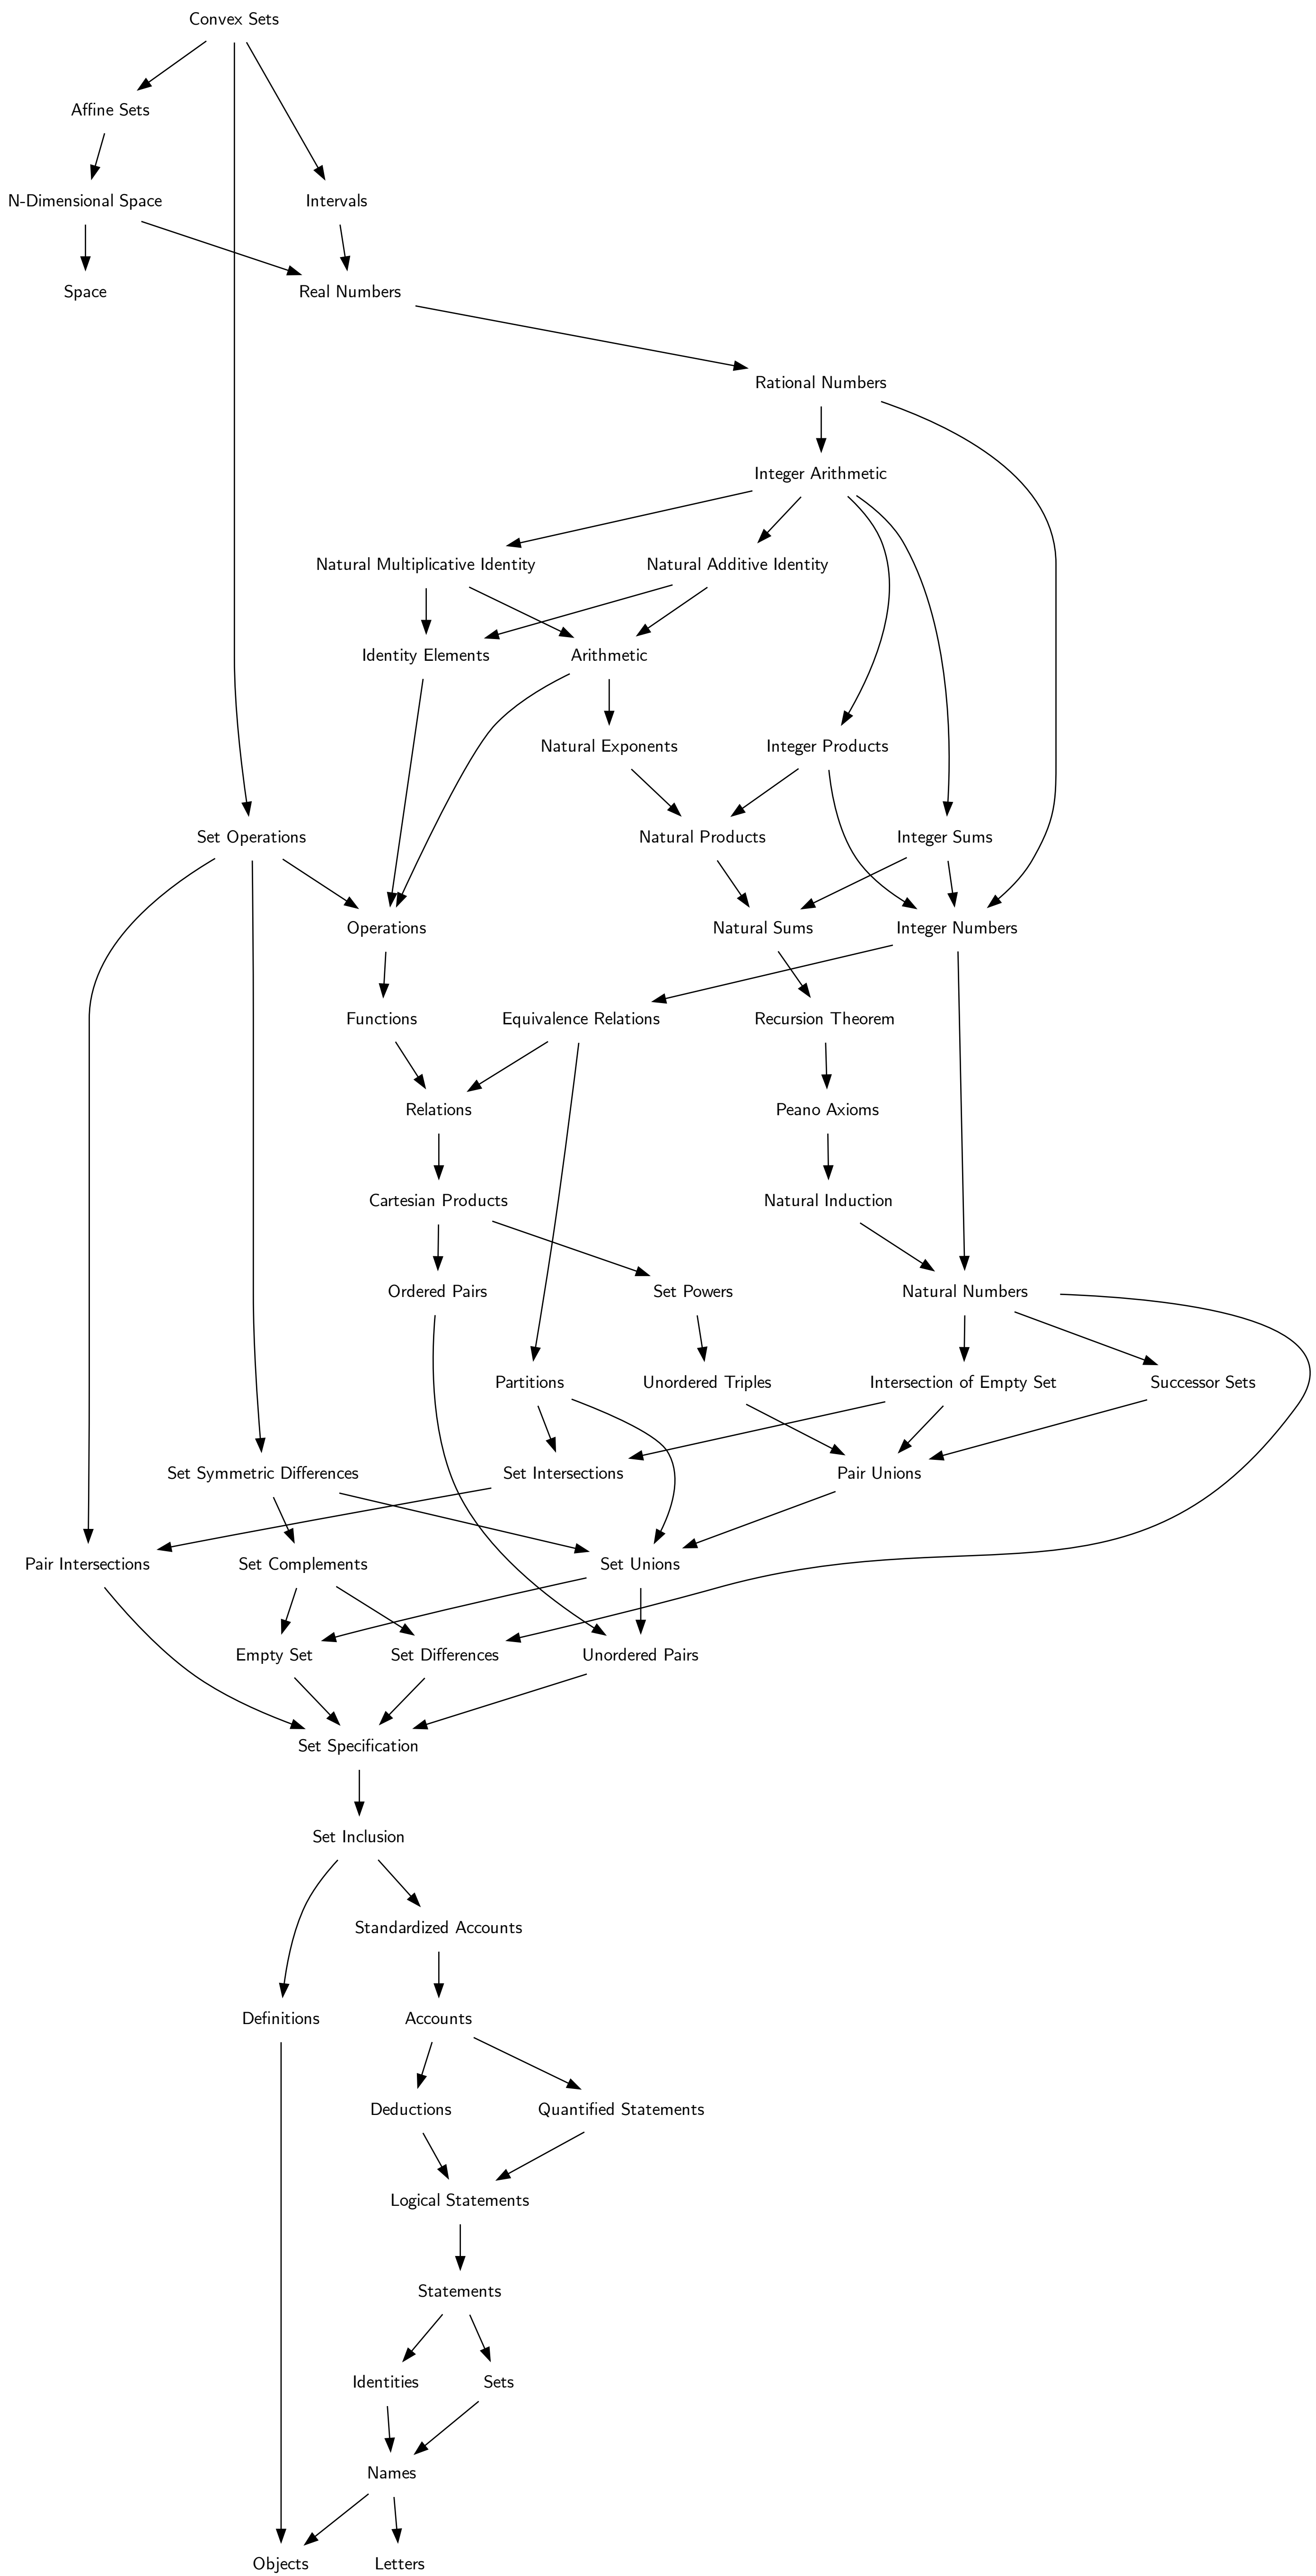 Convex Sets
Affine Sets
N-Dimensional Space
Intervals
Space
Real Numbers
Rational Numbers
Integer Arithmetic
Natural Multiplicative Identity
Natural Additive Identity
Identity Elements
Arithmetic
Natural Exponents
Integer Products
Set Operations
Natural Products
Integer Sums
Operations
Natural Sums
Integer Numbers
Functions
Equivalence Relations
Recursion Theorem
Relations
Peano Axioms
Cartesian Products
Natural Induction
Ordered Pairs
Set Powers
Natural Numbers
Partitions
Unordered Triples
Intersection of Empty Set
Successor Sets
Set Symmetric Differences
Set Intersections
Pair Unions
Pair Intersections
Set Complements
Set Unions
Empty Set
Set Differences
Unordered Pairs
Set Specification
Set Inclusion
Standardized Accounts
Definitions
Accounts
Deductions
Quantified Statements
Logical Statements
Statements
Identities
Sets
Names
Objects
Letters